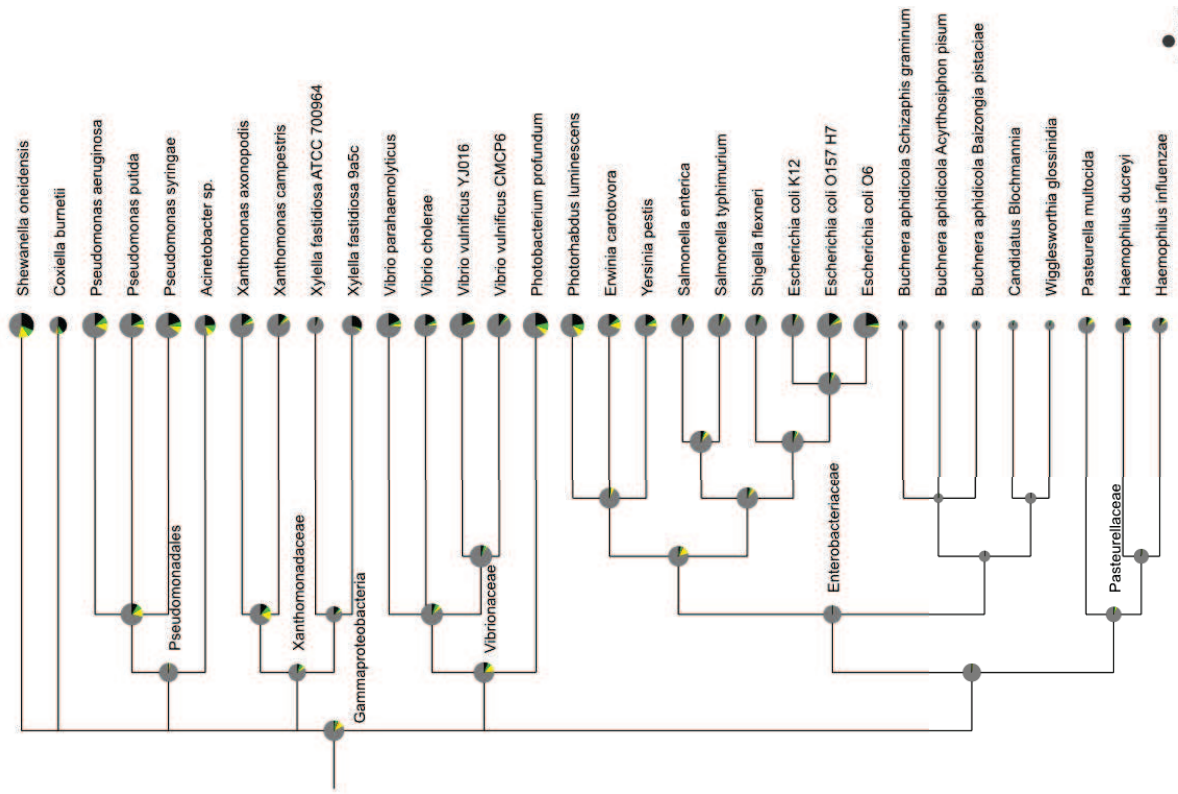 Shewanella oneidensis
Coxiella burnetii
Pseudomonas aeruginosa
Pseudomonas putida
Pseudomonas syringae
Acinetobacter sp.
Xanthomonas axonopodis
Xanthomonas campestris
Xylella fastidiosa ATCC 700964
Xylella fastidiosa 9a5c
Vibrio parahaemolyticus
Vibrio cholerae
Vibrio vulnificus YJ016
Vibrio vulnificus CMCP6
Photobacterium profundum
Photorhabdus luminescens
Erwinia carotovora
Yersinia pestis
Salmonella enterica
Salmonella typhimurium
Shigella flexneri
Escherichia coli K12
Escherichia coli O157 H7
Escherichia coli O6
Buchnera aphidicola Schizaphis graminum
Buchnera aphidicola Acyrthosiphon pisum
Buchnera aphidicola Baizongia pistaciae
Candidatus Blochmannia
Wigglesworthia glossinidia
Pasteurella multocida
Haemophilus ducreyi
Haemophilus influenzae
Pseudomonadales
Xanthomonadaceae
Gammaproteobacteria
Vibrionaceae
Enterobacteriaceae
Pasteurellaceae